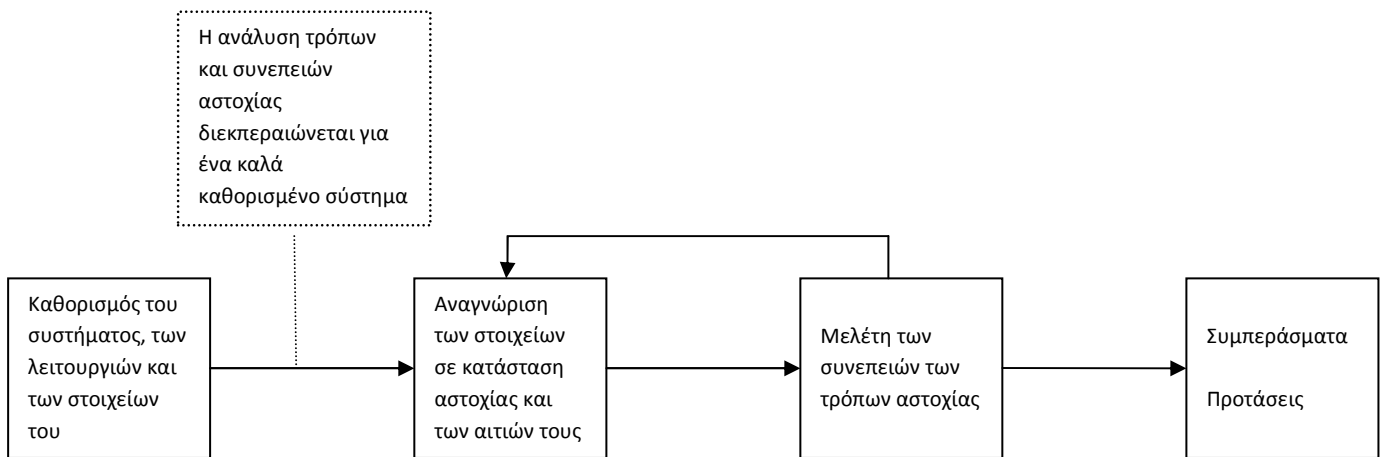 Η ανάλυση τρόπων
και συνεπειών
αστοχίας
διεκπεραιώνεται για
ένα καλά
καθορισμένο σύστημα
Καθορισμός του
συστήματος, των
λειτουργιών και
των στοιχείων
του
Αναγνώριση
των στοιχείων
σε κατάσταση
αστοχίας και
των αιτιών τους
Μελέτη των
συνεπειών των
τρόπων αστοχίας
Συμπεράσματα
Προτάσεις